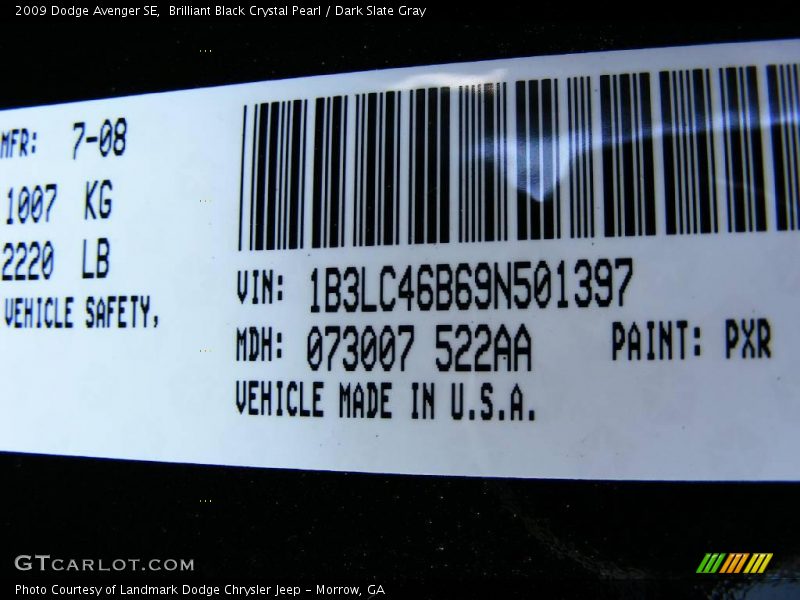 2009 Dodge Avenger SE,  Brilliant Black Crystal Pearl / Dark Slate Gray
MFR: 7-08
1007 KG
2220 LB
VEHICLE SAFETY,
VIN: 1B3LC46B69N501397
MDH: 073007 522AA PAINT: PXR
VEHICLE MADE IN U.S.A.
GTCARLOT.COM
Photo Courtesy of Landmark Dodge Chrysler Jeep – Morrow, GA